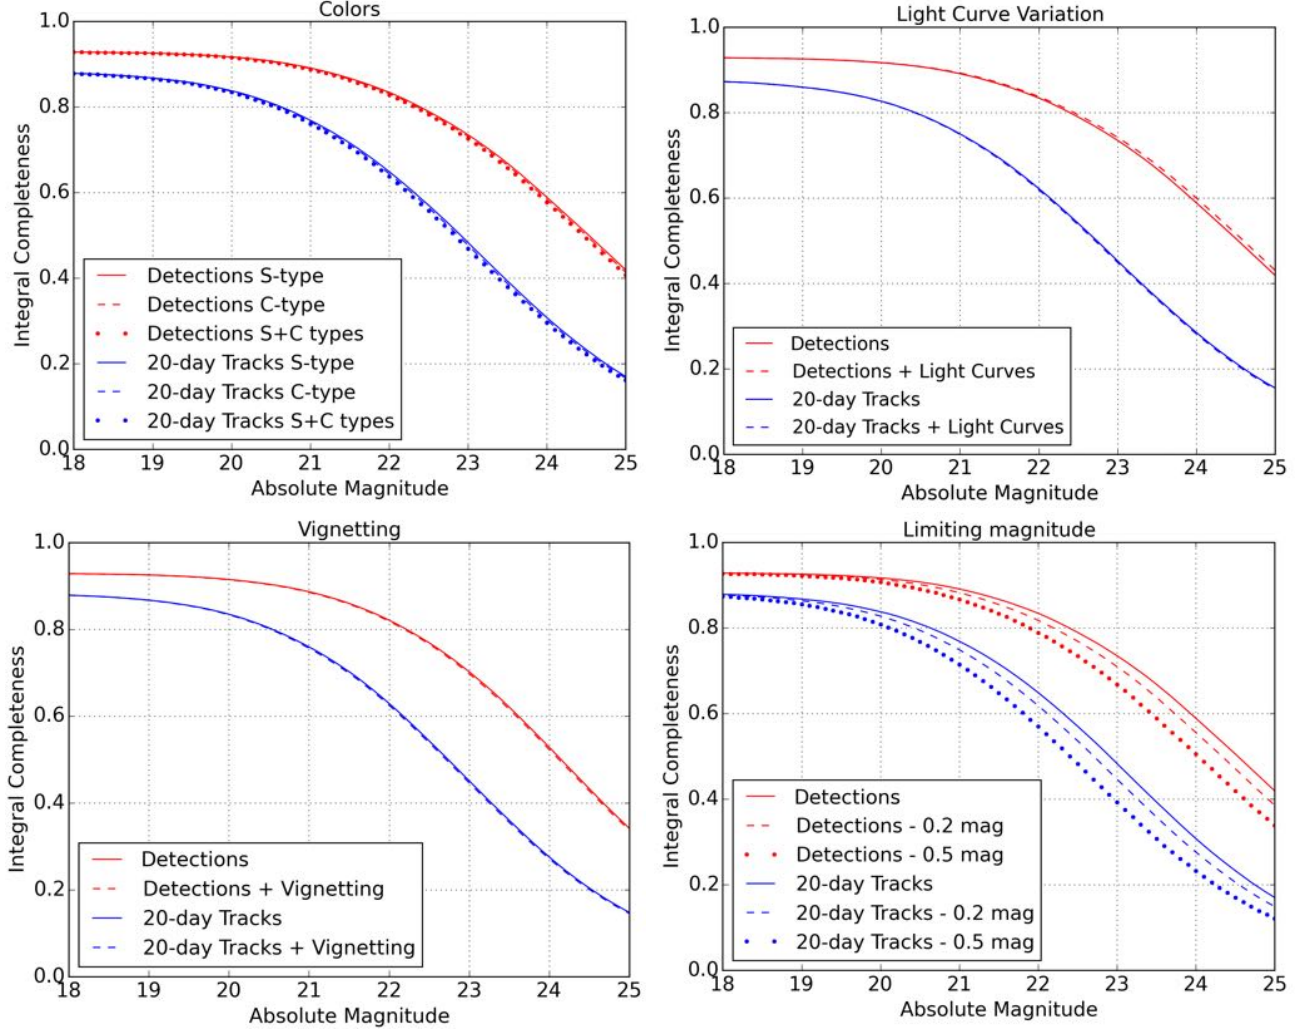 Colors
1.0
0.8
0.6
0.4
0.2
0.0
Integral Completeness
Detections S-type
Detections C-type
Detections S+C types
20-day Tracks S-type
20-day Tracks C-type
20-day Tracks S+C types
18 19 20 21 22 23 24 25
Absolute Magnitude
Light Curve Variation
1.0
0.8
0.6
0.4
0.2
0.0
Integral Completeness
Detections
Detections + Light Curves
20-day Tracks
20-day Tracks + Light Curves
18 19 20 21 22 23 24 25
Absolute Magnitude
Vignetting
1.0
0.8
0.6
0.4
0.2
0.0
Integral Completeness
Detections
Detections + Vignetting
20-day Tracks
20-day Tracks + Vignetting
18 19 20 21 22 23 24 25
Absolute Magnitude
Limiting magnitude
1.0
0.8
0.6
0.4
0.2
0.0
Integral Completeness
Detections
Detections - 0.2 mag
Detections - 0.5 mag
20-day Tracks
20-day Tracks - 0.2 mag
20-day Tracks - 0.5 mag
18 19 20 21 22 23 24 25
Absolute Magnitude